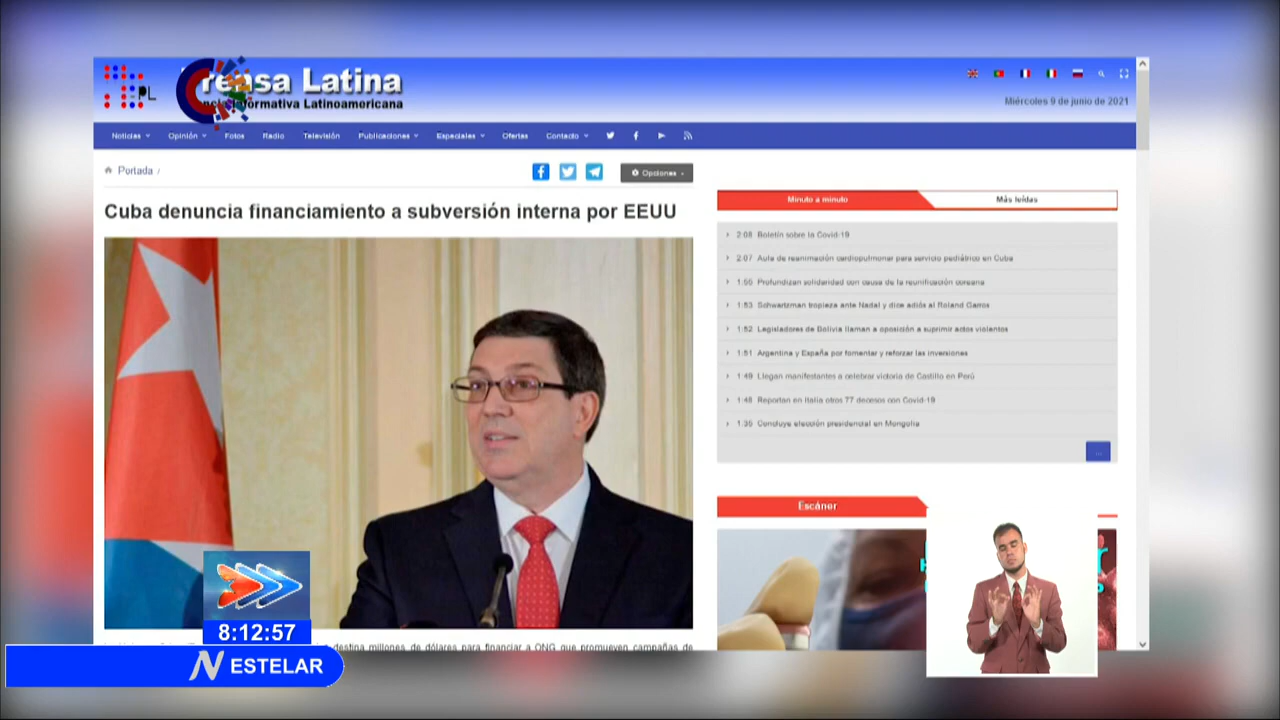 PL
Prensa Latina
Informativa Latinoamericana
Miércoles 9 de junio de 2021
Noticias Opinión Fotos Radio Televisión Publicaciones Especiales Ofertas Contacto
Portada /
Opciones
Cuba denuncia financiamiento a subversión interna por EEUU
Minuto a minuto
Más leídas
2:08 Boletín sobre la Covid-19
2:07 Aula de reanimación cardiopulmonar para servicio pediátrico en Cuba
1:55 Profundizan solidaridad con causa de la reunificación coreana
1:53 Schwartzman tropieza ante Nadal y dice adiós al Roland Garros
1:52 Legisladores de Bolivia llaman a oposición a suprimir actos violentos
1:51 Argentina y España por fomentar y reforzar las inversiones
1:49 Llegan manifestantes a celebrar victoria de Castillo en Perú
1:48 Reportan en Italia otros 77 decesos con Covid-19
1:35 Concluye elección presidencial en Mongolia
...
Escáner
destina millones de dólares para financiar a ONG que promueven campañas de
8:12:57
N ESTELAR